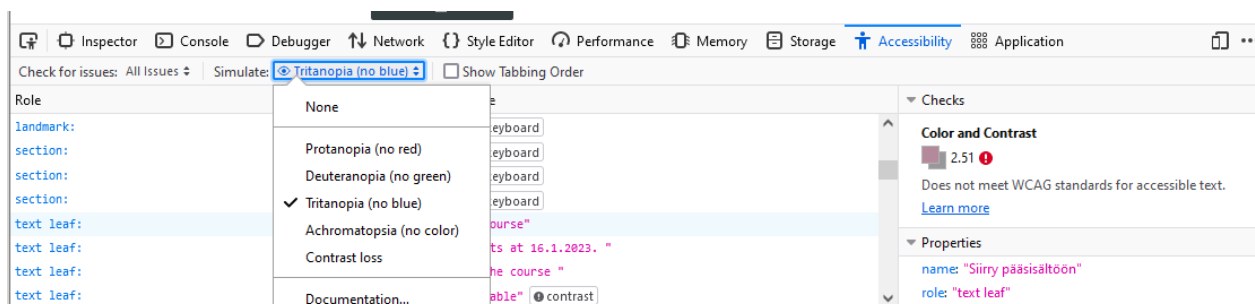 Inspector Console Debugger Network {} Style Editor Performance Memory Storage Accessibility Application
Check for issues: All Issues Simulate: Tritanopia (no blue) Show Tabbing Order
Role
landmark:
section:
section:
section:
text leaf:
text leaf:
text leaf:
text leaf:
None
Protanopia (no red)
Deuteranopia (no green)
Tritanopia (no blue)
Achromatopsia (no color)
Contrast loss
Documentation...
eyboard
eyboard
eyboard
eyboard
ourse"
ts at 16.1.2023. "
he course "
able" contrast
Checks
Color and Contrast
2.51
Does not meet WCAG standards for accessible text.
Learn more
Properties
name: "Siirry pääsisältöön"
role: "text leaf"